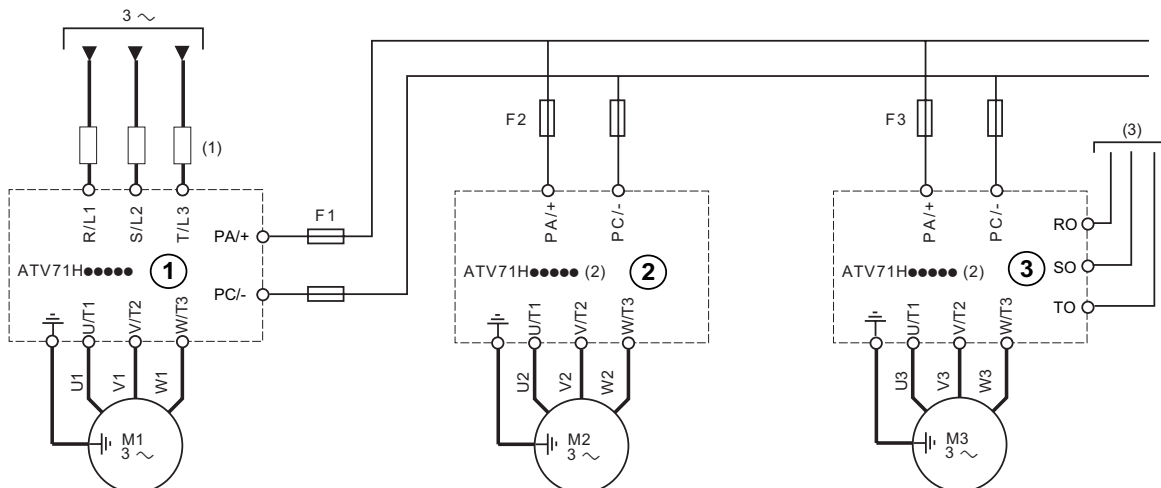 3 ∼
(1)
F1
F2
F3
(3)
R/L1
S/L2
T/L3
PA/+
PC/-
ATV71H●●●●●
1
U/T1
V/T2
W/T3
U1
V1
W1
M1
3 ∼
PA/+
PC/-
ATV71H●●●●● (2)
2
U/T1
V/T2
W/T3
U2
V2
W2
M2
3 ∼
PA/+
PC/-
RO
SO
TO
ATV71H●●●●● (2)
3
U/T1
V/T2
W/T3
U3
V3
W3
M3
3 ∼